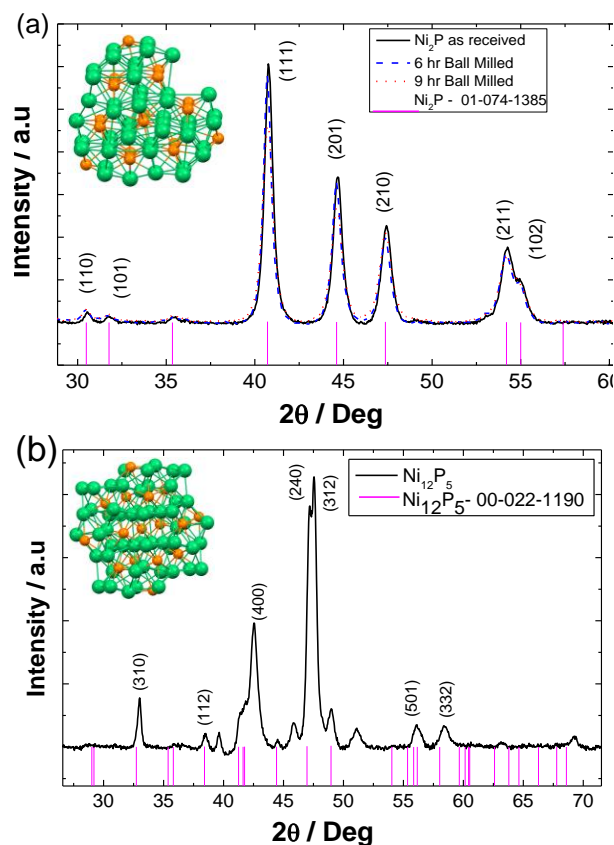 (a)
Ni₂P as received
6 hr Ball Milled
9 hr Ball Milled
Ni₂P - 01-074-1385
(110)
(101)
(111)
(201)
(210)
(211)
(102)
Intensity / a.u
30 35 40 45 50 55 60
2θ / Deg
(b)
Ni₁₂P₅
Ni₁₂P₅- 00-022-1190
(310)
(112)
(400)
(240)
(312)
(501)
(332)
Intensity / a.u
30 35 40 45 50 55 60 65 70
2θ / Deg